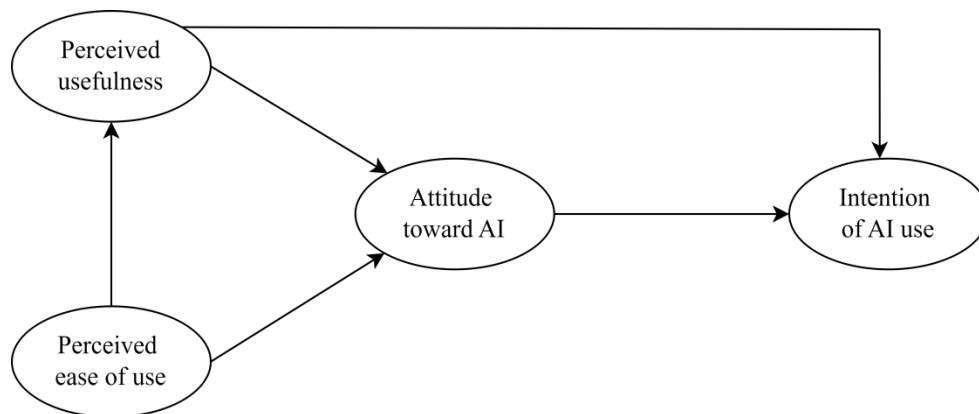 Perceived
usefulness
Attitude
toward AI
Intention
of AI use
Perceived
ease of use